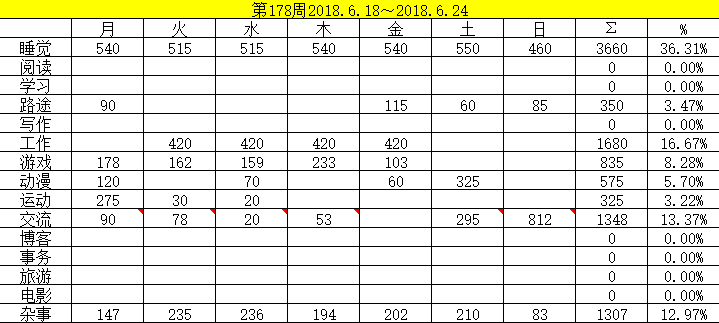 第178周2018.6.18～2018.6.24
月 火 水 木 金 土 日 Σ %
睡觉 540 515 515 540 540 550 460 3660 36.31%
阅读 0 0.00%
学习 0 0.00%
路途 90 115 60 85 350 3.47%
写作 0 0.00%
工作 420 420 420 420 1680 16.67%
游戏 178 162 159 233 103 835 8.28%
动漫 120 70 60 325 575 5.70%
运动 275 30 20 325 3.22%
交流 90 78 20 53 295 812 1348 13.37%
博客 0 0.00%
事务 0 0.00%
旅游 0 0.00%
电影 0 0.00%
杂事 147 235 236 194 202 210 83 1307 12.97%